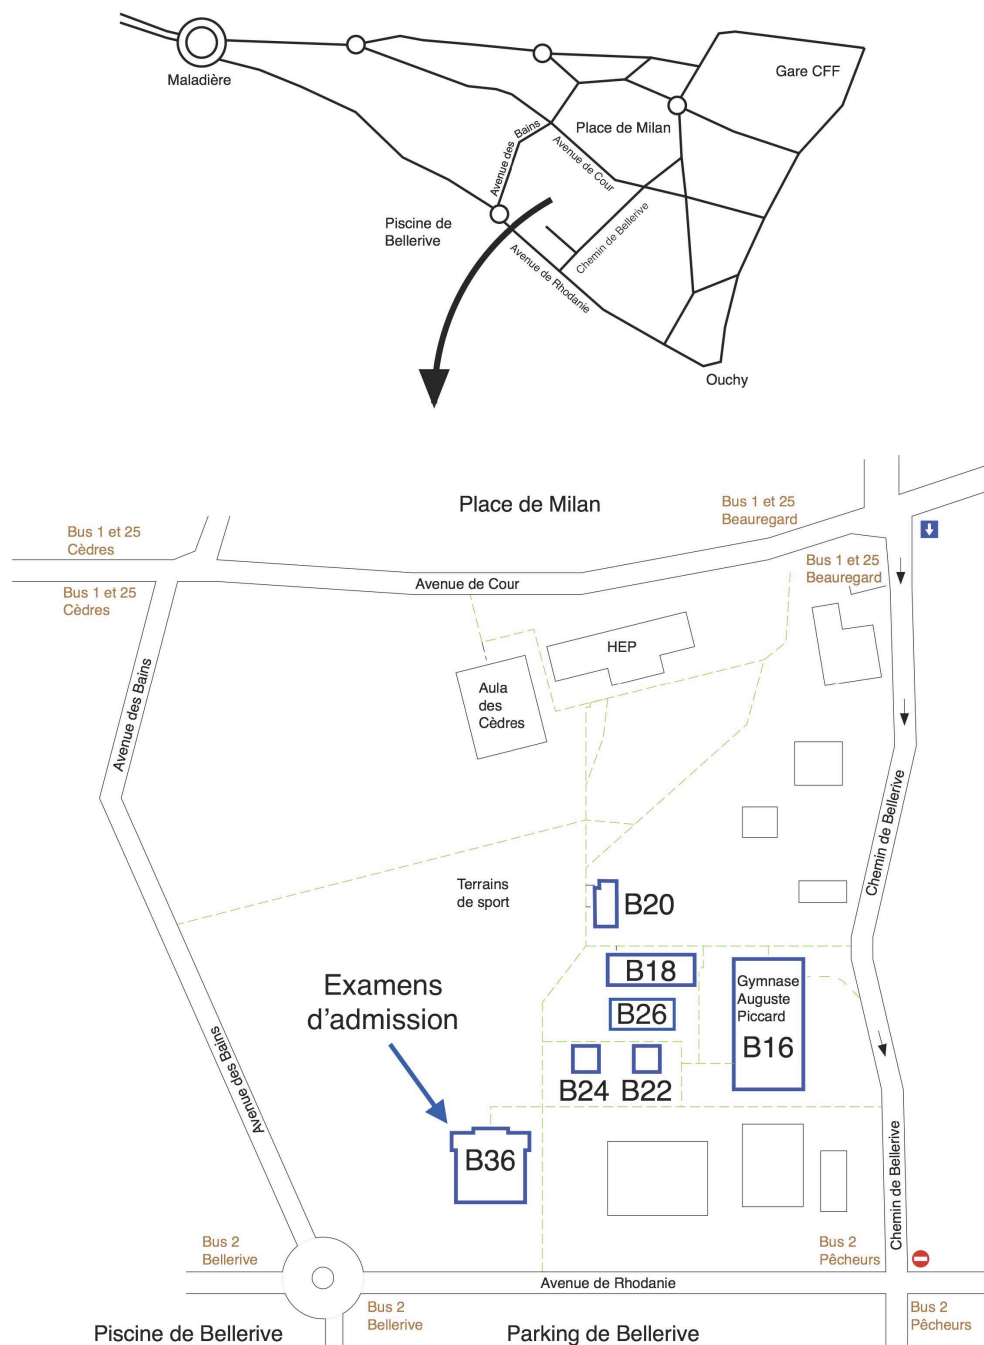 Maladière
Gare CFF
Place de Milan
Avenue des Bains
Avenue de Cour
Piscine de
Bellerive
Chemin de Bellerive
Avenue de Rhodanie
Ouchy
Place de Milan
Bus 1 et 25
Beauregard
Bus 1 et 25
Cèdres
Bus 1 et 25
Beauregard
Avenue de Cour
Bus 1 et 25
Cèdres
HEP
Aula
des
Cèdres
Avenue des Bains
Chemin de Bellerive
Terrains
de sport
B20
B18
Gymnase
Auguste
Piccard
B16
Examens
d’admission
B26
Avenue des Bains
B24
B22
B36
Chemin de Bellerive
Bus 2
Bellerive
Bus 2
Pêcheurs
Avenue de Rhodanie
Bus 2
Bellerive
Bus 2
Pêcheurs
Piscine de Bellerive
Parking de Bellerive